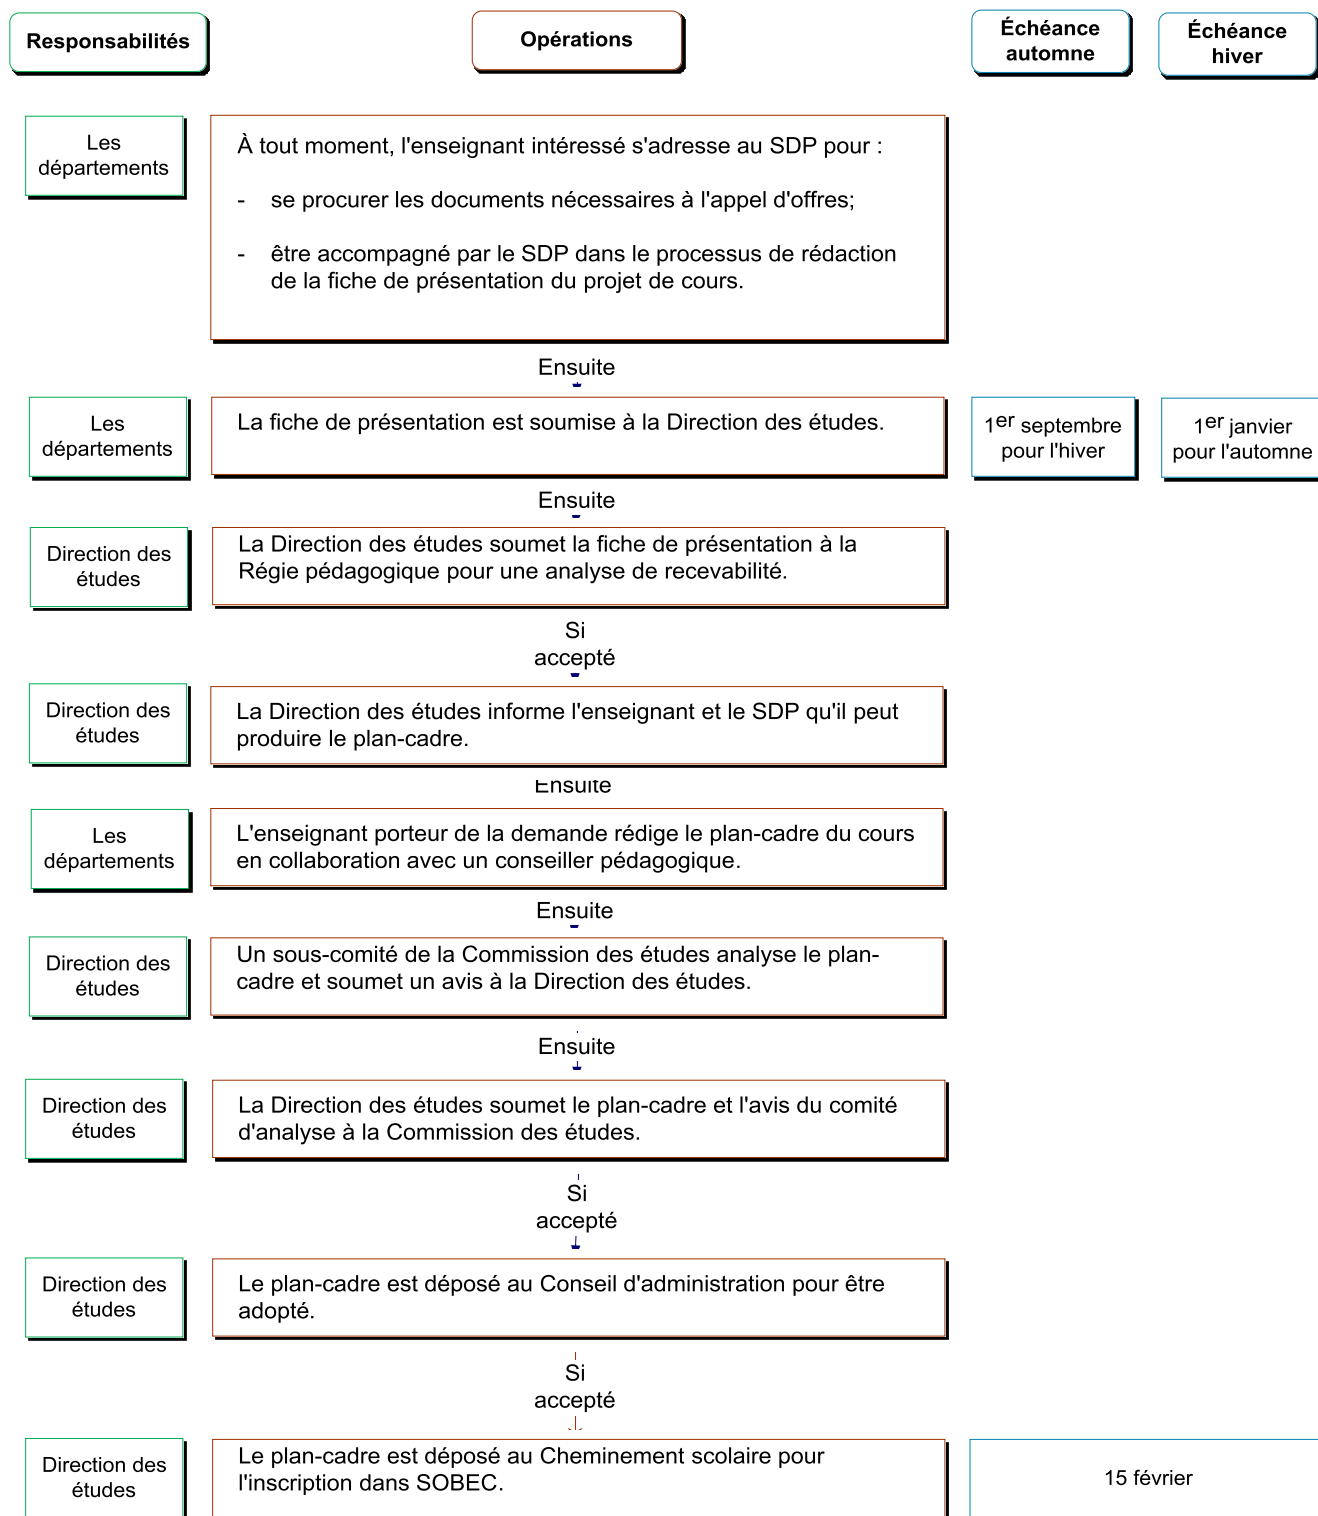 Responsabilités
Opérations
Échéance
automne
Échéance
hiver
Les
départements
À tout moment, l'enseignant intéressé s'adresse au SDP pour :
- se procurer les documents nécessaires à l'appel d'offres;
- être accompagné par le SDP dans le processus de rédaction
de la fiche de présentation du projet de cours.
Ensuite
Les
départements
La fiche de présentation est soumise à la Direction des études.
1er septembre
pour l'hiver
1er janvier
pour l'automne
Ensuite
Direction des
études
La Direction des études soumet la fiche de présentation à la
Régie pédagogique pour une analyse de recevabilité.
Si
accepté
Direction des
études
La Direction des études informe l'enseignant et le SDP qu'il peut
produire le plan-cadre.
Ensuite
Les
départements
L'enseignant porteur de la demande rédige le plan-cadre du cours
en collaboration avec un conseiller pédagogique.
Ensuite
Direction des
études
Un sous-comité de la Commission des études analyse le plan-
cadre et soumet un avis à la Direction des études.
Ensuite
Direction des
études
La Direction des études soumet le plan-cadre et l'avis du comité
d'analyse à la Commission des études.
Si
accepté
Direction des
études
Le plan-cadre est déposé au Conseil d'administration pour être
adopté.
Si
accepté
Direction des
études
Le plan-cadre est déposé au Cheminement scolaire pour
l'inscription dans SOBEC.
15 février